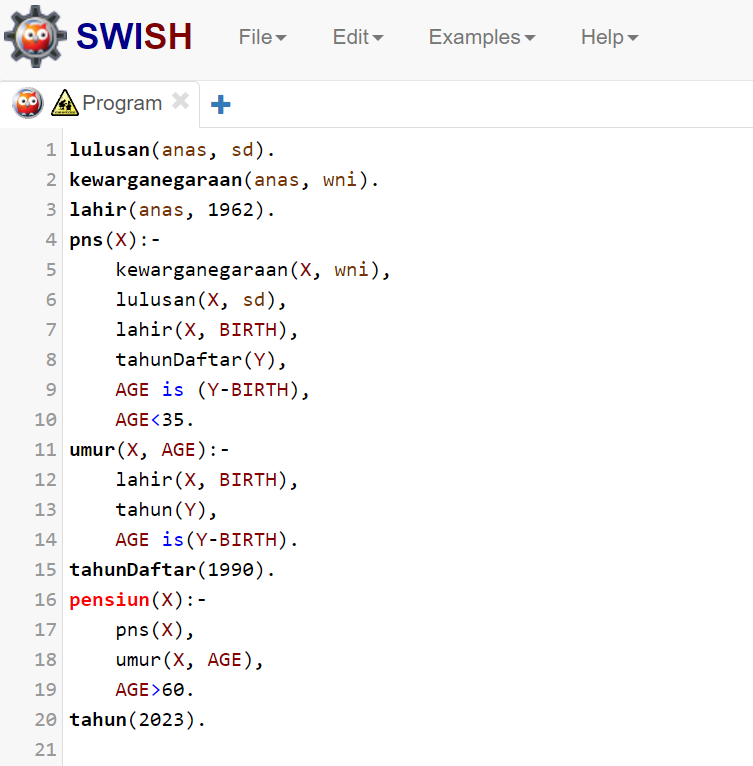 SWISH File Edit Examples Help
Program
1 lulusan(anas, sd).
2 kewarganegaraan(anas, wni).
3 lahir(anas, 1962).
4 pns(X):-
5     kewarganegaraan(X, wni),
6     lulusan(X, sd),
7     lahir(X, BIRTH),
8     tahunDaftar(Y),
9     AGE is (Y-BIRTH),
10     AGE<35.
11 umur(X, AGE):-
12     lahir(X, BIRTH),
13     tahun(Y),
14     AGE is(Y-BIRTH).
15 tahunDaftar(1990).
16 pensiun(X):-
17     pns(X),
18     umur(X, AGE),
19     AGE>60.
20 tahun(2023).
21